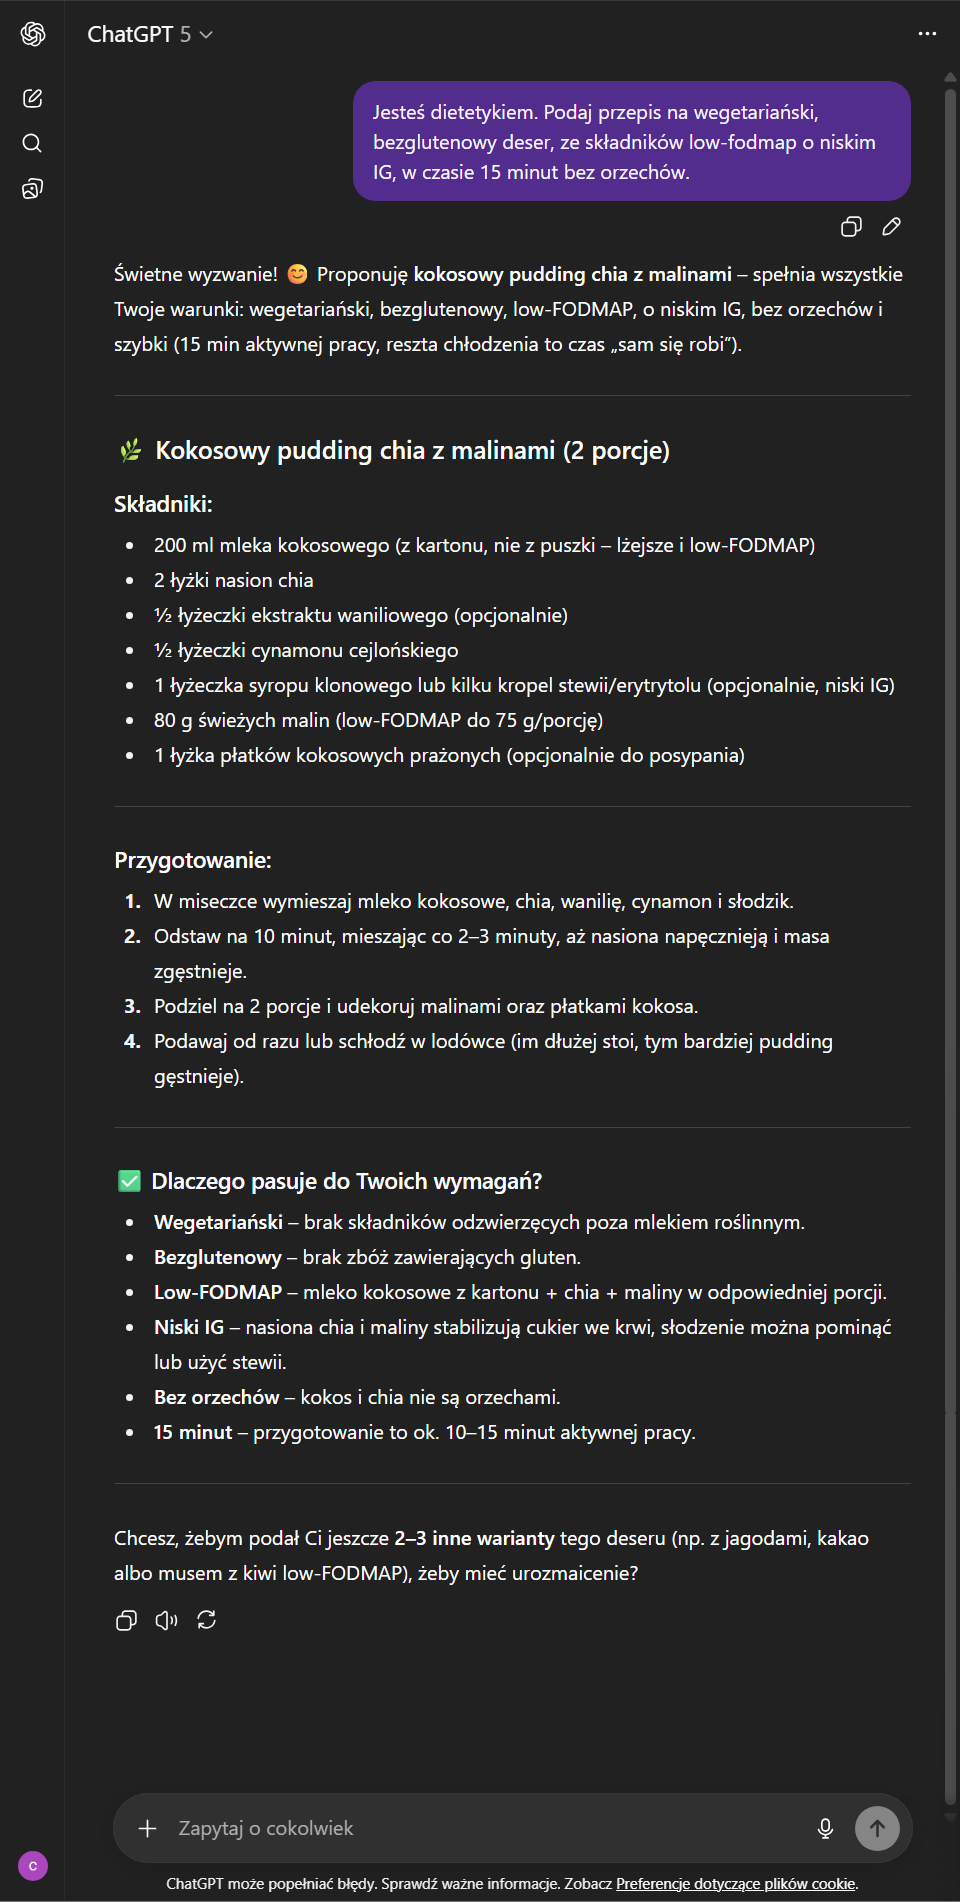 ChatGPT 5
Jesteś dietetykiem. Podaj przepis na wegetariański,
bezglutenowy deser, ze składników low-fodmap o niskim
IG, w czasie 15 minut bez orzechów.
Świetne wyzwanie! 😊 Proponuję kokosowy pudding chia z malinami – spełnia wszystkie
Twoje warunki: wegetariański, bezglutenowy, low-FODMAP, o niskim IG, bez orzechów i
szybki (15 min aktywnej pracy, reszta chłodzenia to czas „sam się robi”).
🌿 Kokosowy pudding chia z malinami (2 porcje)
Składniki:
• 200 ml mleka kokosowego (z kartonu, nie z puszki – lżejsze i low-FODMAP)
• 2 łyżki nasion chia
• ½ łyżeczki ekstraktu waniliowego (opcjonalnie)
• ½ łyżeczki cynamonu cejlońskiego
• 1 łyżeczka syropu klonowego lub kilku kropel stewii/erytrytolu (opcjonalnie, niski IG)
• 80 g świeżych malin (low-FODMAP do 75 g/porcję)
• 1 łyżka płatków kokosowych prażonych (opcjonalnie do posypania)
Przygotowanie:
1. W miseczce wymieszaj mleko kokosowe, chia, wanilię, cynamon i słodzik.
2. Odstaw na 10 minut, mieszając co 2–3 minuty, aż nasiona napęcznieją i masa
zgęstnieje.
3. Podziel na 2 porcje i udekoruj malinami oraz płatkami kokosa.
4. Podawaj od razu lub schłodź w lodówce (im dłużej stoi, tym bardziej pudding
gęstnieje).
✅ Dlaczego pasuje do Twoich wymagań?
• Wegetariański – brak składników odzwierzęcych poza mlekiem roślinnym.
• Bezglutenowy – brak zbóż zawierających gluten.
• Low-FODMAP – mleko kokosowe z kartonu + chia + maliny w odpowiedniej porcji.
• Niski IG – nasiona chia i maliny stabilizują cukier we krwi, słodzenie można pominąć
lub użyć stewii.
• Bez orzechów – kokos i chia nie są orzechami.
• 15 minut – przygotowanie to ok. 10–15 minut aktywnej pracy.
Chcesz, żebym podał Ci jeszcze 2–3 inne warianty tego deseru (np. z jagodami, kakao
albo musem z kiwi low-FODMAP), żeby mieć urozmaicenie?
Zapytaj o cokolwiek
C
ChatGPT może popełniać błędy. Sprawdź ważne informacje. Zobacz Preferencje dotyczące plików cookie.